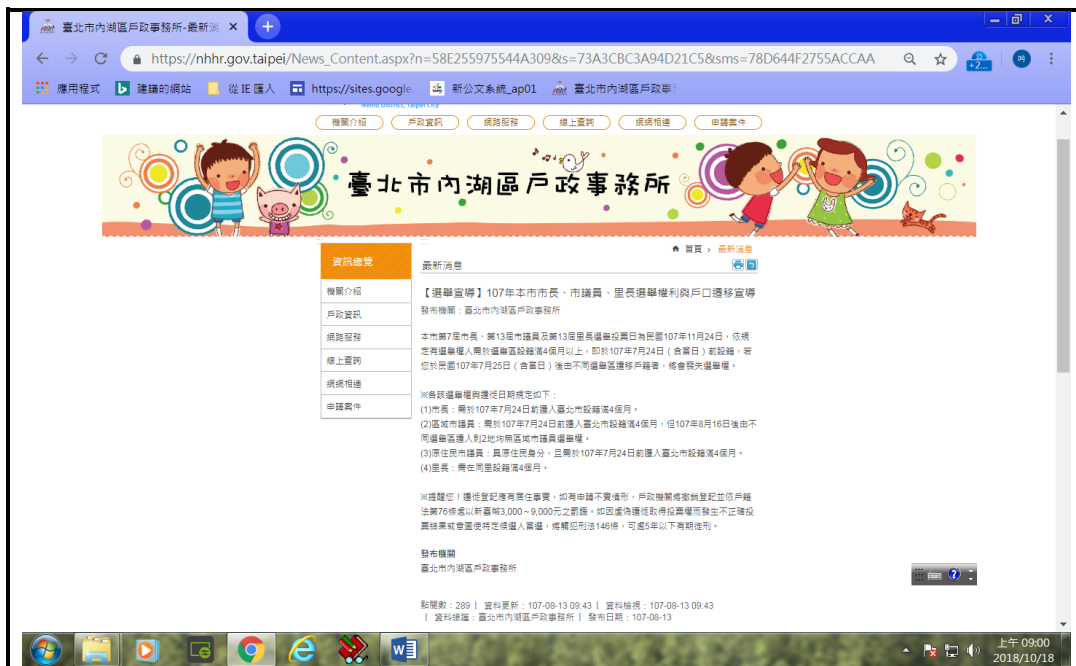 臺北市內湖區戶政事務所-最新消
https://nhhr.gov.taipei/News_Content.aspx?n=58E255975544A309&s=73A3CBC3A94D21C5&sms=78D644F2755ACCAA
+2...
應用程式 建議的網站 從 IE 匯入 https://sites.google. 新公文系統_ap01 臺北市內湖區戶政事
Neihu District, Taipei City
機關介紹 戶政資訊 網路服務 線上查詢 網網相連 申請案件
臺北市內湖區戶政事務所
首頁 › 最新消息
資訊總覽
最新消息
機關介紹
戶政資訊
網路服務
線上查詢
網網相連
申請案件
【選舉宣導】107年本市市長、市議員、里長選舉權利與戶口遷移宣導
發布機關：臺北市內湖區戶政事務所
本市第7屆市長、第13屆市議員及第13屆里長選舉投票日為民國107年11月24日，依規
定有選舉權人需於選舉區設籍滿4個月以上，即於107年7月24日（含當日）前設籍，若
您於民國107年7月25日（含當日）後由不同選舉區遷移戶籍者，將會喪失選舉權。
※各該選舉權與遷徙日期規定如下：
(1)市長：需於107年7月24日前遷入臺北市設籍滿4個月。
(2)區域市議員：需於107年7月24日前遷入臺北市設籍滿4個月，但107年8月16日後由不
同選舉區遷入則2地均無區域市議員選舉權。
(3)原住民市議員：具原住民身分，且需於107年7月24日前遷入臺北市設籍滿4個月。
(4)里長：需在同里設籍滿4個月。
※提醒您！遷徙登記應有居住事實，如有申請不實情形，戶政機關將撤銷登記並依戶籍
法第76條處以新臺幣3,000～9,000元之罰鍰。如因虛偽遷徙取得投票權而發生不正確投
票結果或意圖使特定候選人當選，將觸犯刑法146條，可處5年以下有期徒刑。
發布機關
臺北市內湖區戶政事務所
點閱數：289 | 資料更新：107-08-13 09:43 | 資料檢視：107-08-13 09:43
| 資料維護：臺北市內湖區戶政事務所 | 發布日期：107-08-13
上午 09:00
2018/10/18